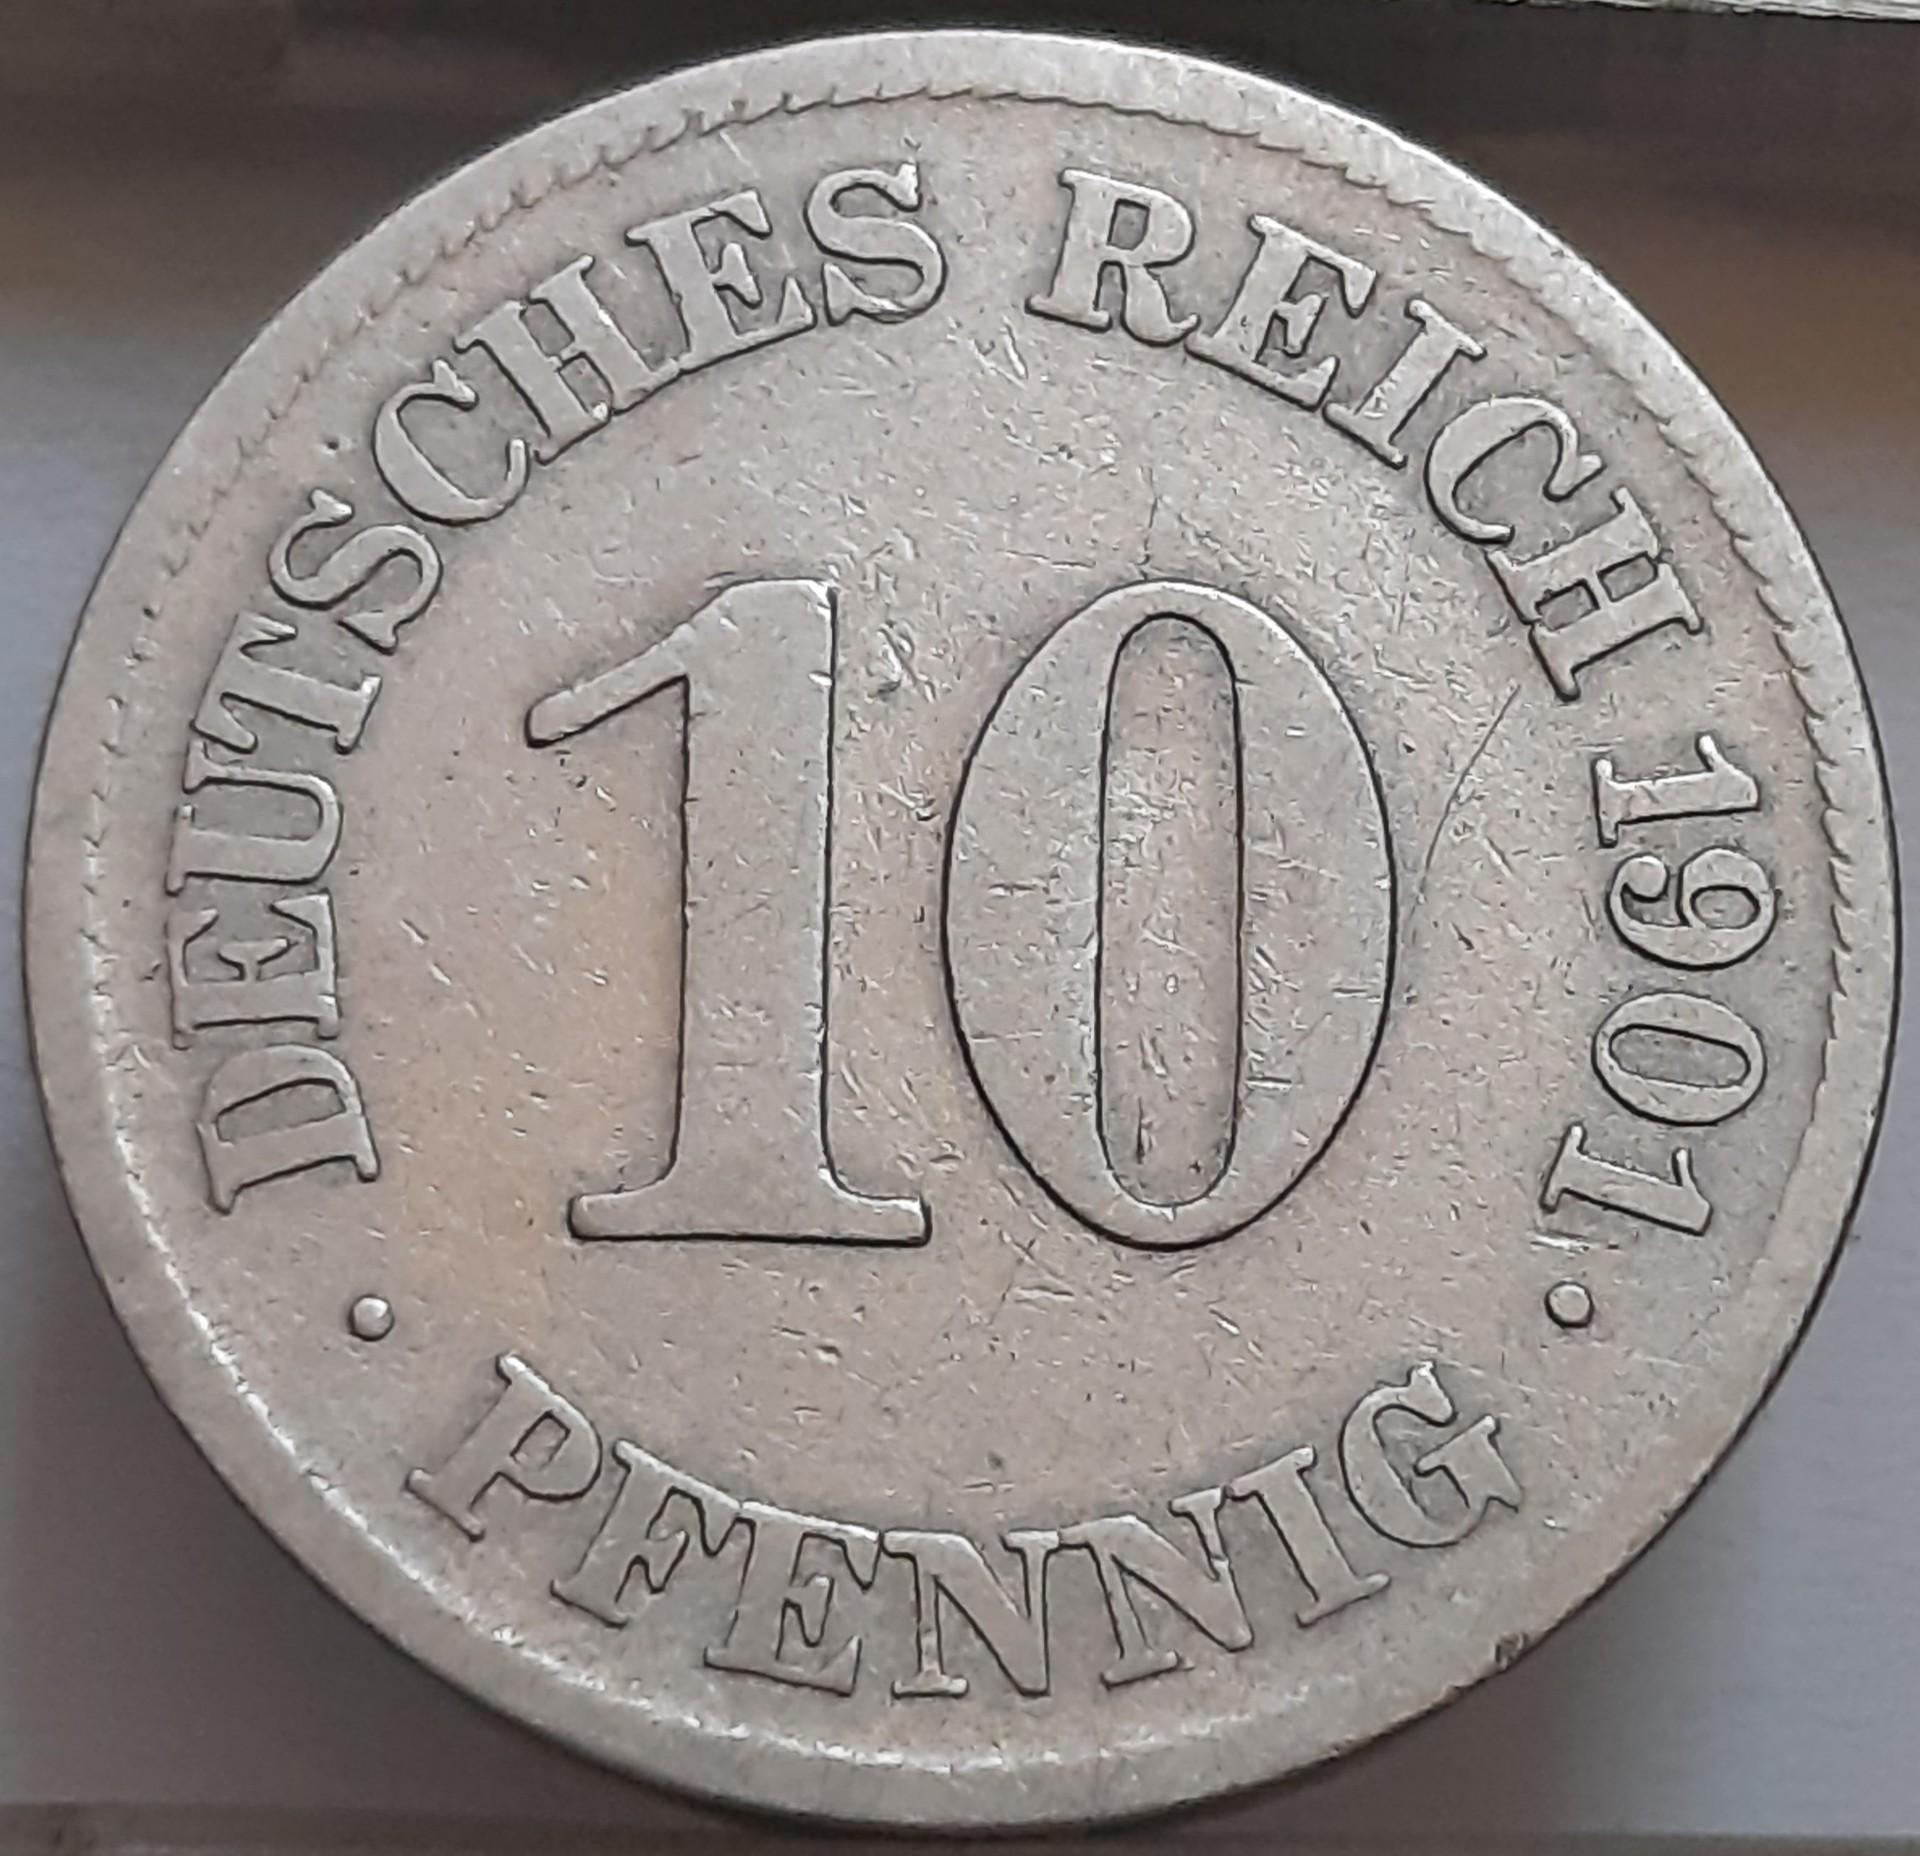 DEUTSCHES REICH 1901
10
· PFENNIG ·